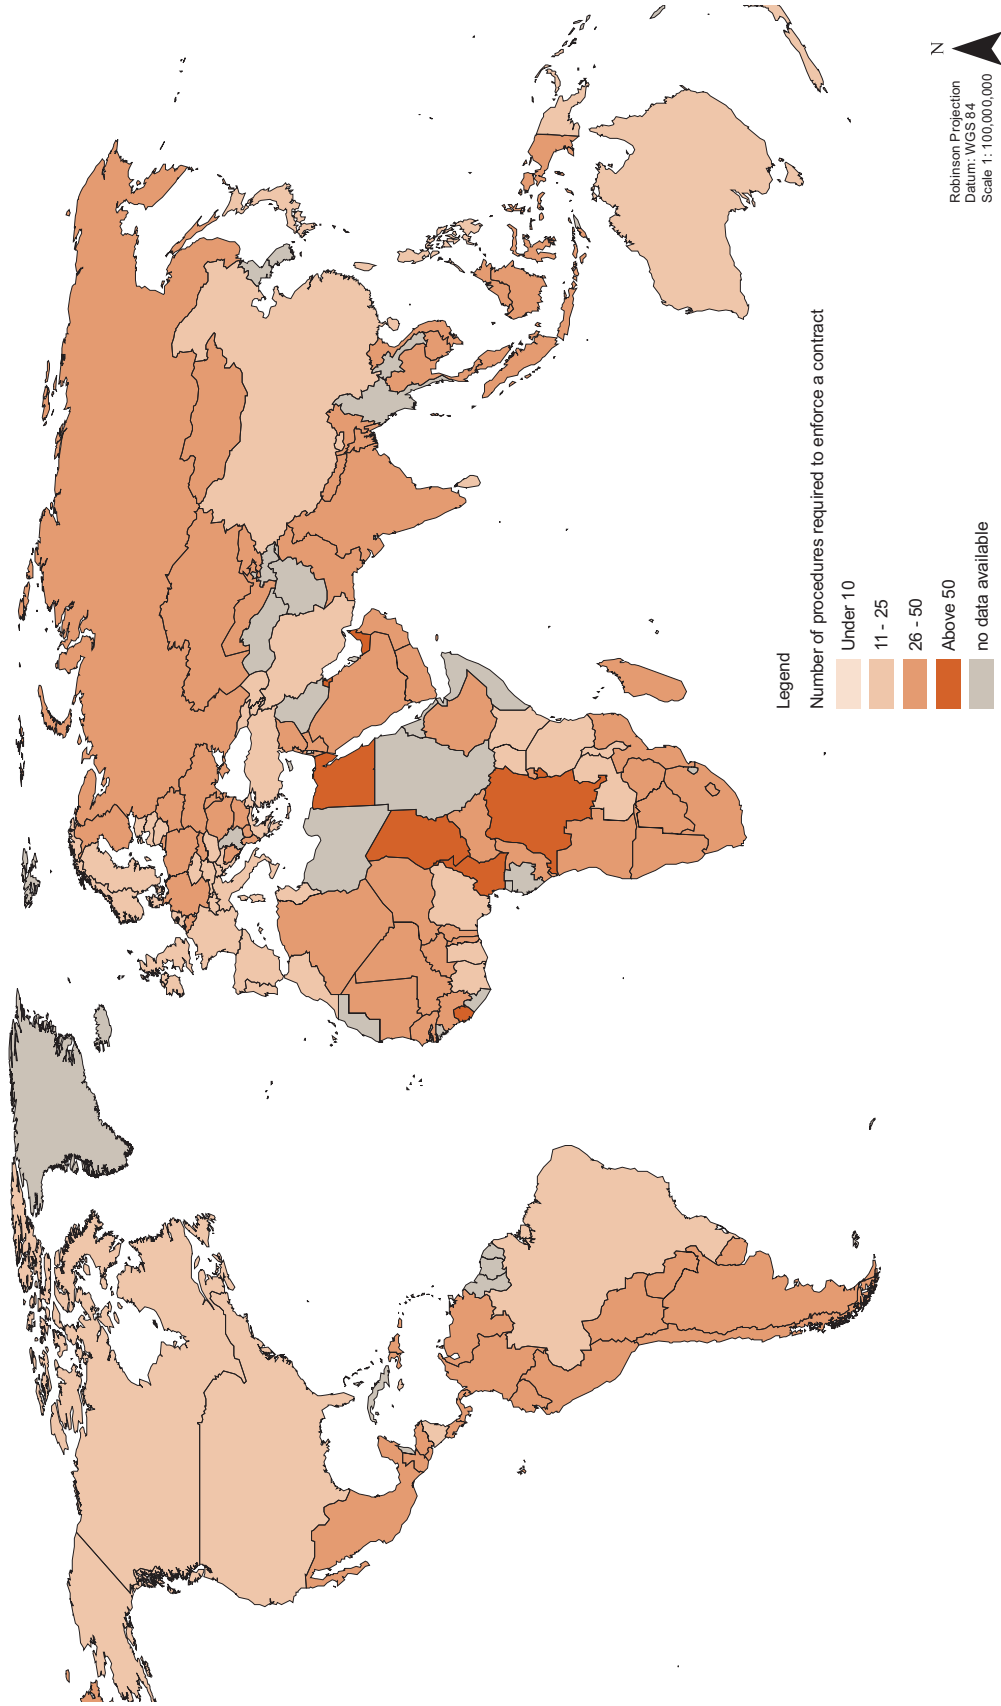 Legend
Number of procedures required to enforce a contract
Under 10
11 - 25
26 - 50
Above 50
no data available
N
Robinson Projection
Datum: WGS 84
Scale 1: 100,000,000